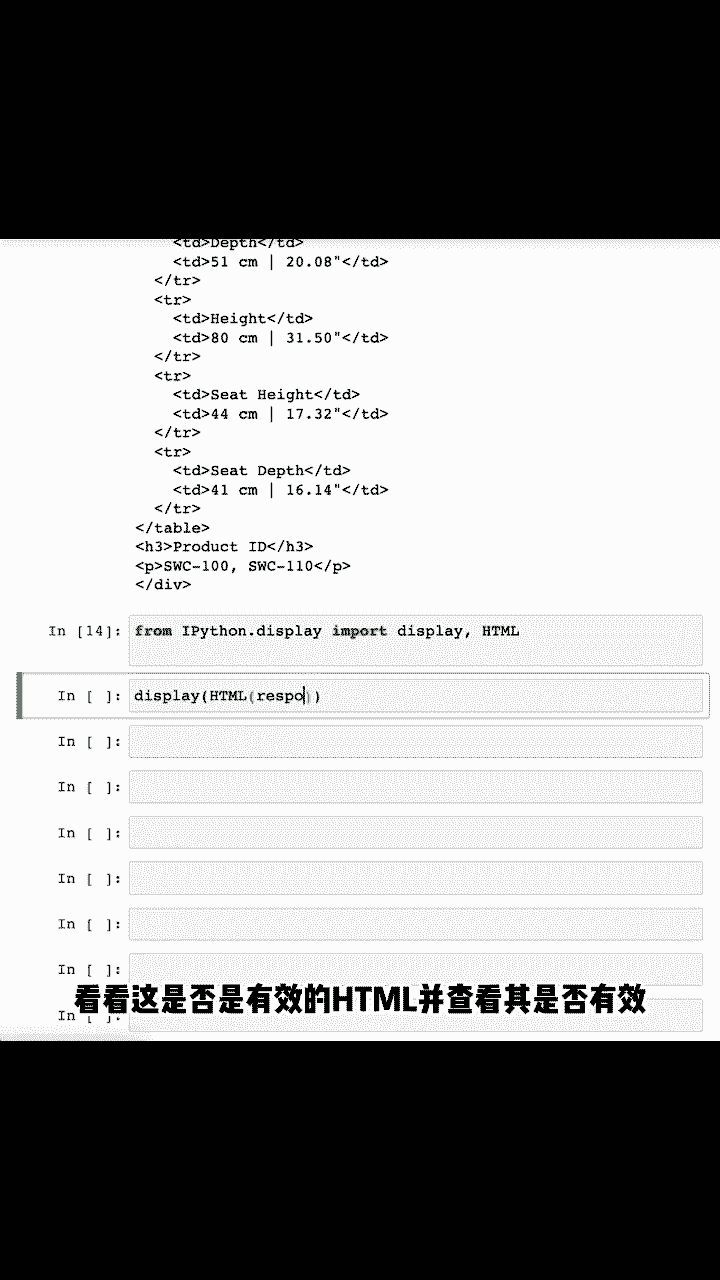 <td>Depth</td>
<td>51 cm | 20.08"</td>
</tr>
<tr>
<td>Height</td>
<td>80 cm | 31.50"</td>
</tr>
<tr>
<td>Seat Height</td>
<td>44 cm | 17.32"</td>
</tr>
<tr>
<td>Seat Depth</td>
<td>41 cm | 16.14"</td>
</tr>
</table>
<h3>Product ID</h3>
<p>SWC-100, SWC-110</p>
</div>
In [14]: from IPython.display import display, HTML
In [ ]: display(HTML(respo))
In [ ]:
In [ ]:
In [ ]:
In [ ]:
In [ ]:
In [ ]:
看看这是否是有效的HTML并查看其是否有效
In [ ]: